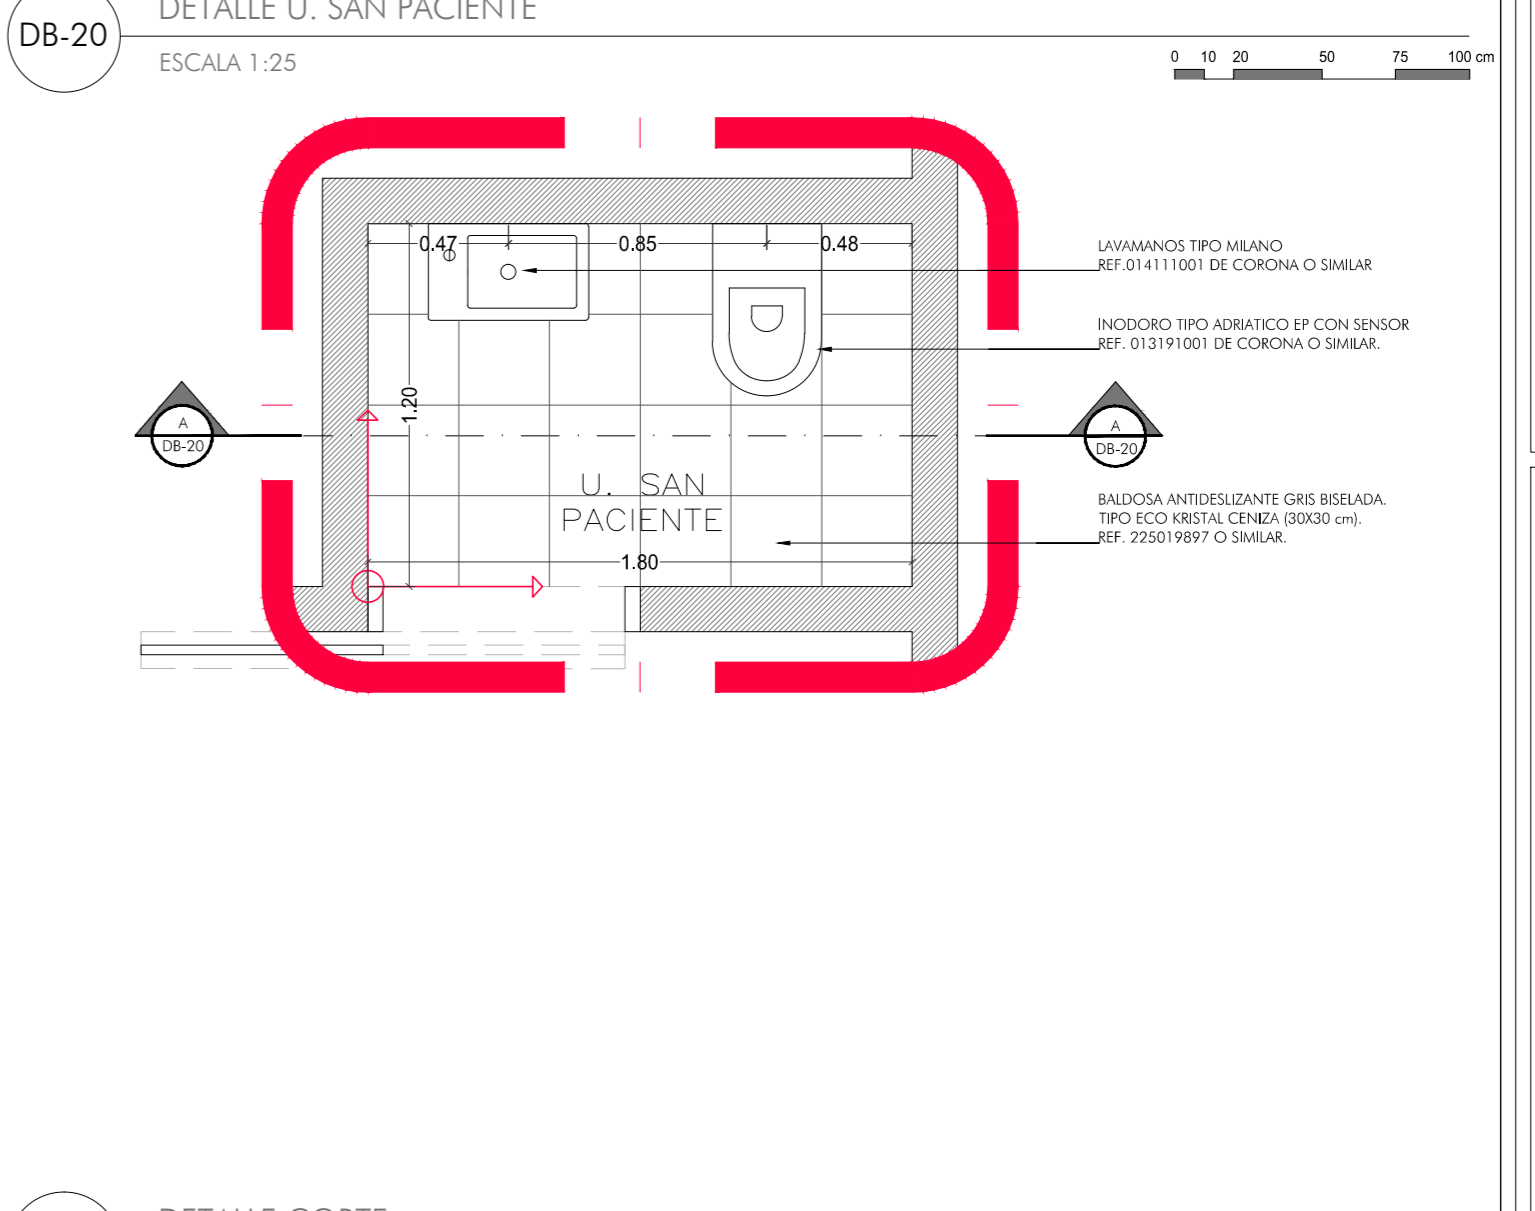 DETALLE U. SAN PACIENTE
DB-20
ESCALA 1:25
0 10 20 50 75 100 cm
0.47 0.85 0.48
LAVAMANOS TIPO MILANO
REF.014111001 DE CORONA O SIMILAR
INODORO TIPO ADRIATICO EP CON SENSOR
REF. 013191001 DE CORONA O SIMILAR.
1.20
A
DB-20
A
DB-20
U. SAN
PACIENTE
BALDOSA ANTIDESLIZANTE GRIS BISELADA.
TIPO ECO KRISTAL CENIZA (30X30 cm).
REF. 225019897 O SIMILAR.
1.80
DETALLE CORTE